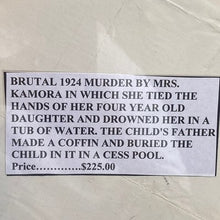 BRUTAL 1924 MURDER BY MRS.
KAMORA IN WHICH SHE TIED THE
HANDS OF HER FOUR YEAR OLD
DAUGHTER AND DROWNED HER IN A
TUB OF WATER. THE CHILD'S FATHER
MADE A COFFIN AND BURIED THE
CHILD IN IT IN A CESS POOL.
Price.............$225.00